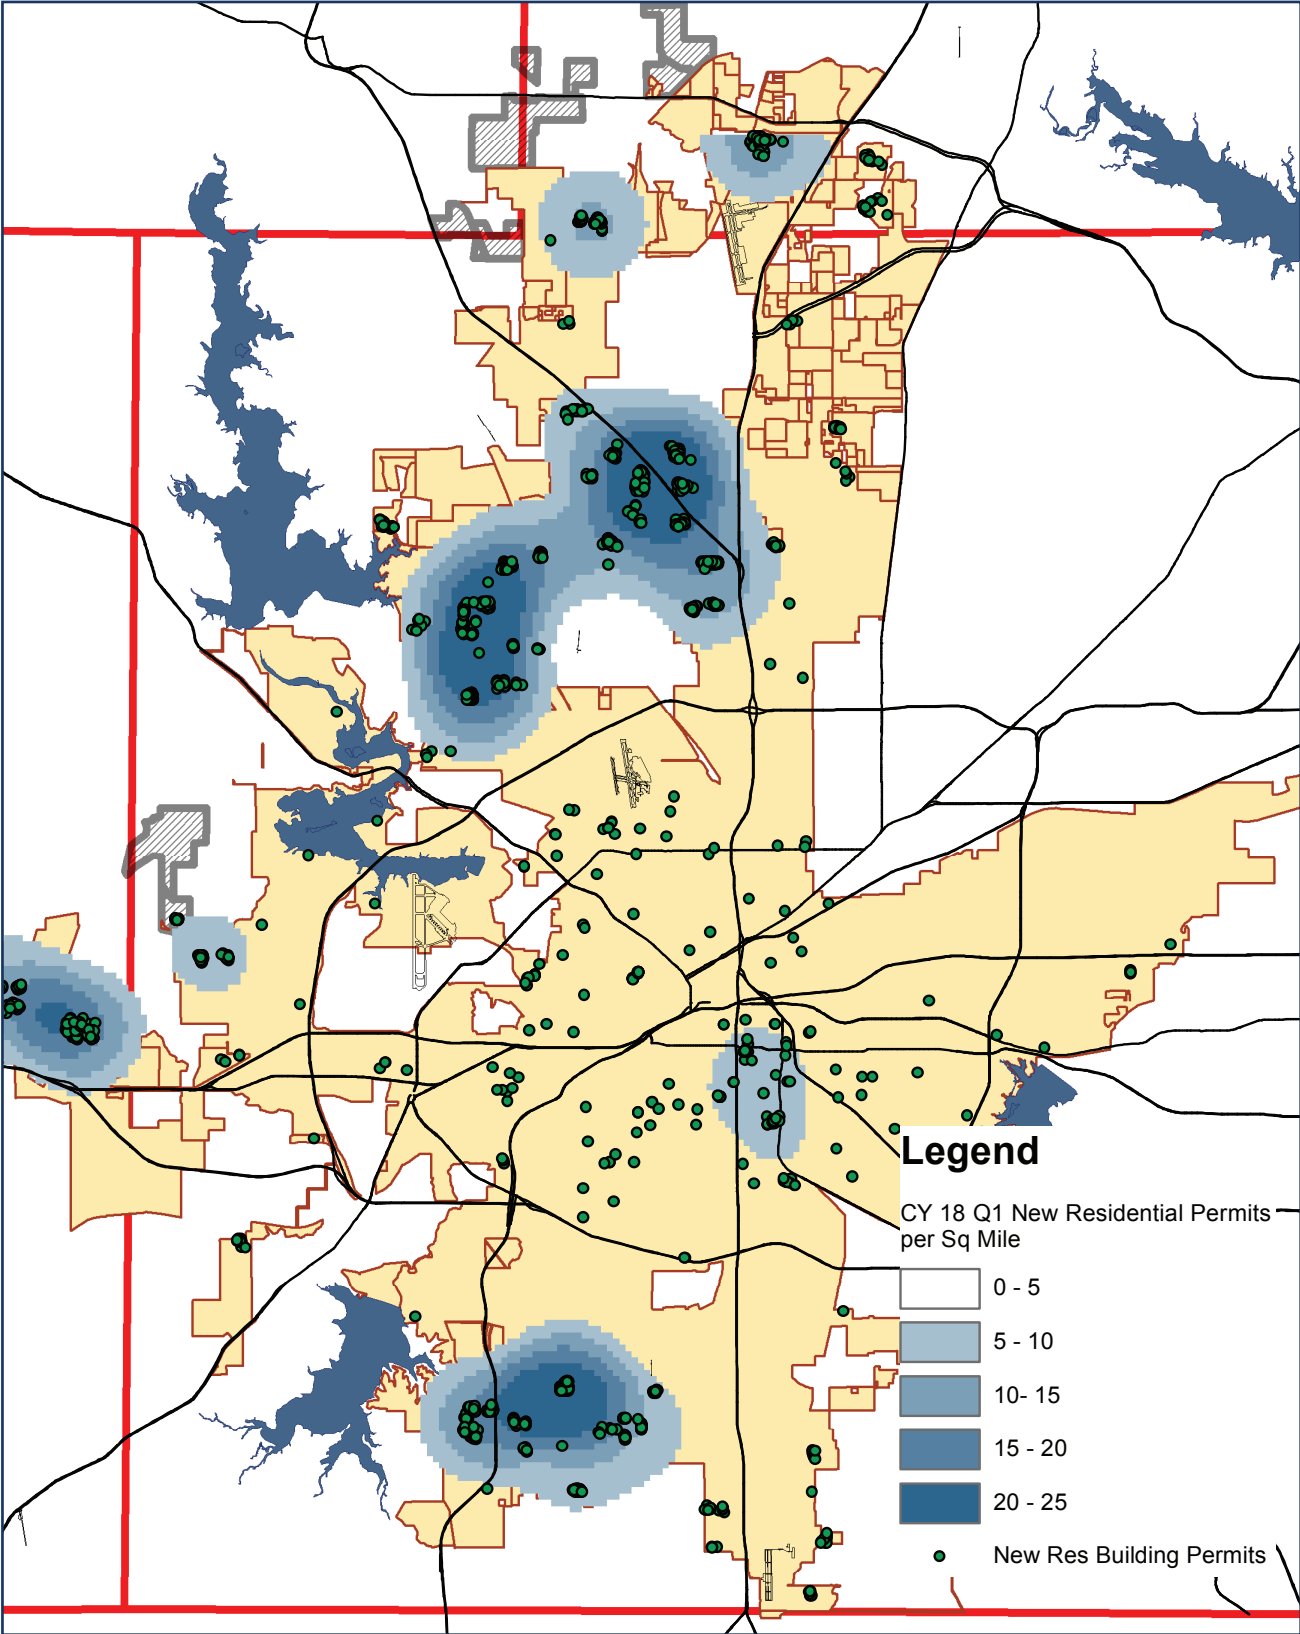 Legend
CY 18 Q1 New Residential Permits
per Sq Mile
0 - 5
5 - 10
10- 15
15 - 20
20 - 25
New Res Building Permits